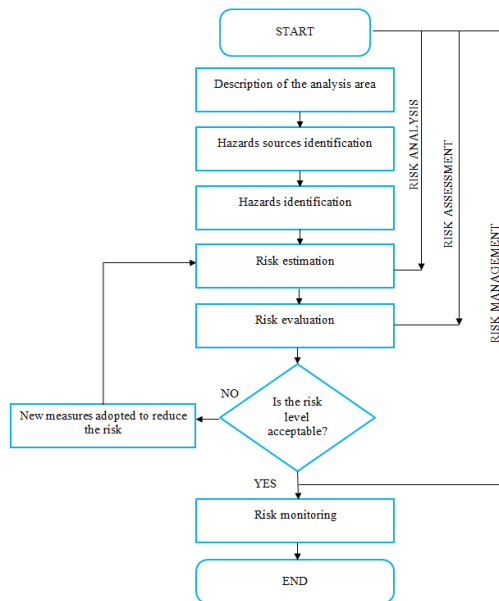 START
Description of the analysis area
Hazards sources identification
Hazards identification
Risk estimation
Risk evaluation
NO
Is the risk
level
acceptable?
New measures adopted to reduce
the risk
YES
Risk monitoring
END
RISK ANALYSIS
RISK ASSESSMENT
RISK MANAGEMENT